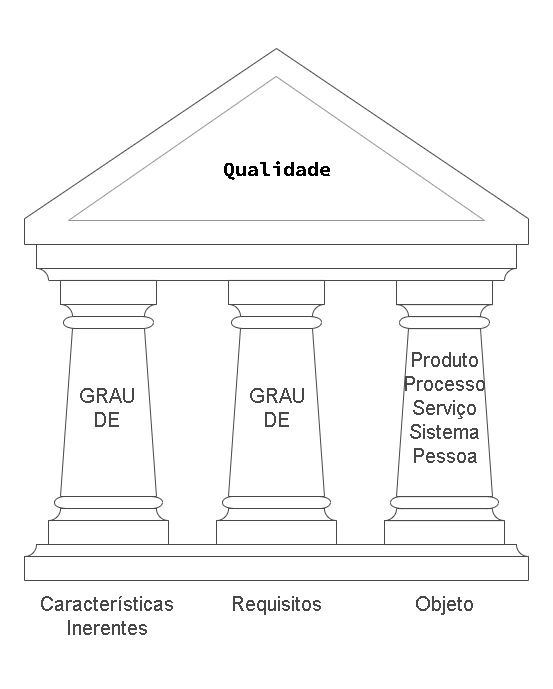 Qualidade
GRAU
DE
GRAU
DE
Produto
Processo
Serviço
Sistema
Pessoa
Características
Inerentes
Requisitos
Objeto